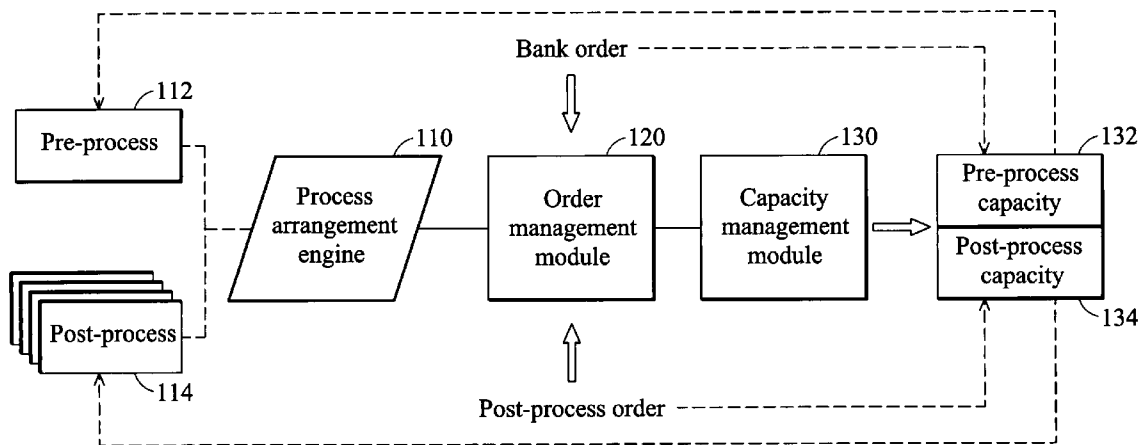 Bank order
112
Pre-process
110
120
130
132
Process
arrangement
engine
Order
management
module
Capacity
management
module
Pre-process
capacity
Post-process
capacity
Post-process
114
134
Post-process order